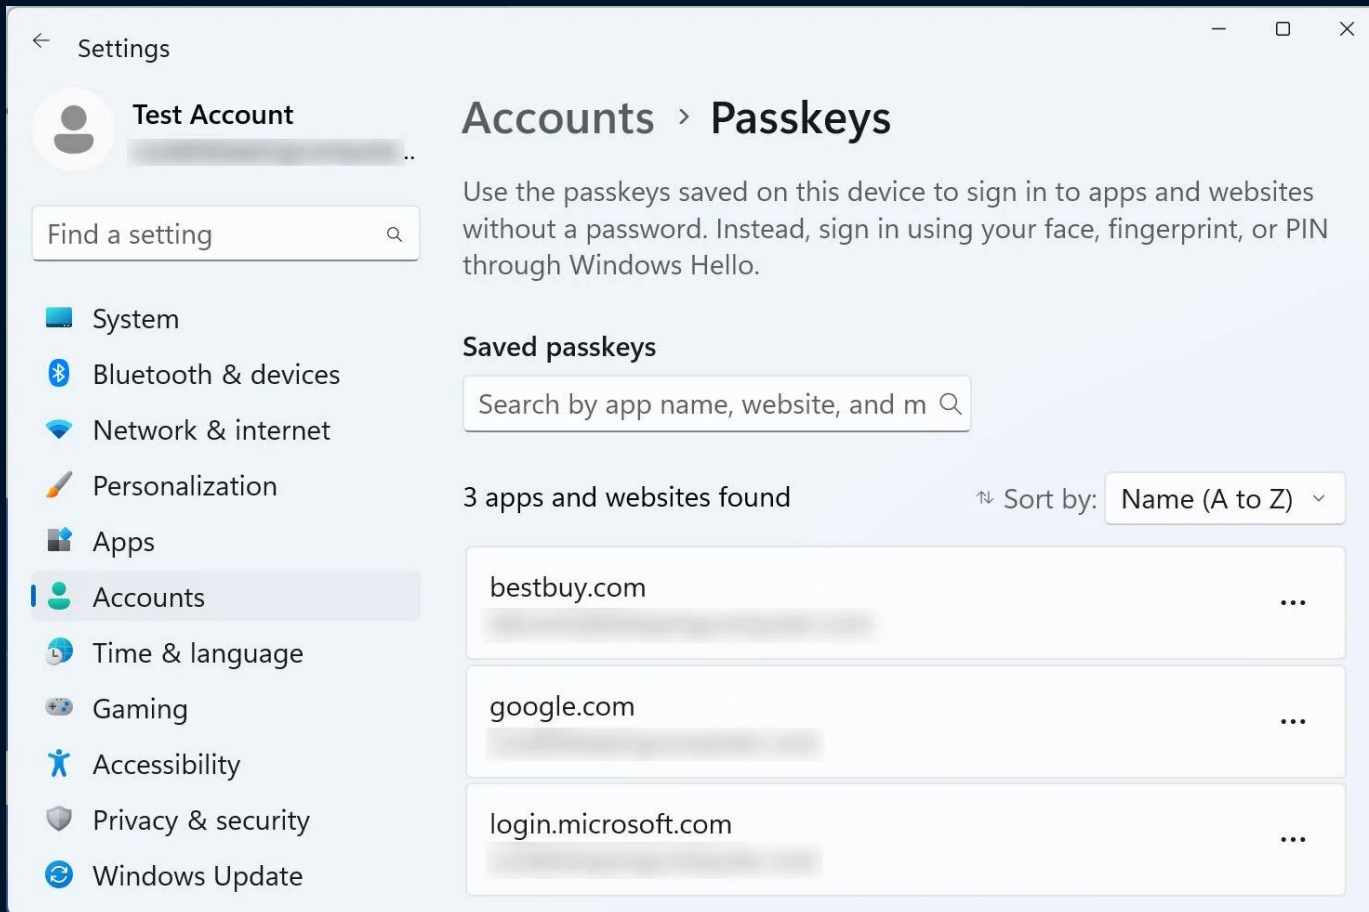 Settings
Test Account
..
Find a setting
System
Bluetooth & devices
Network & internet
Personalization
Apps
Accounts
Time & language
Gaming
Accessibility
Privacy & security
Windows Update
Accounts > Passkeys
Use the passkeys saved on this device to sign in to apps and websites
without a password. Instead, sign in using your face, fingerprint, or PIN
through Windows Hello.
Saved passkeys
Search by app name, website, and m
3 apps and websites found
Sort by: Name (A to Z)
bestbuy.com
google.com
login.microsoft.com